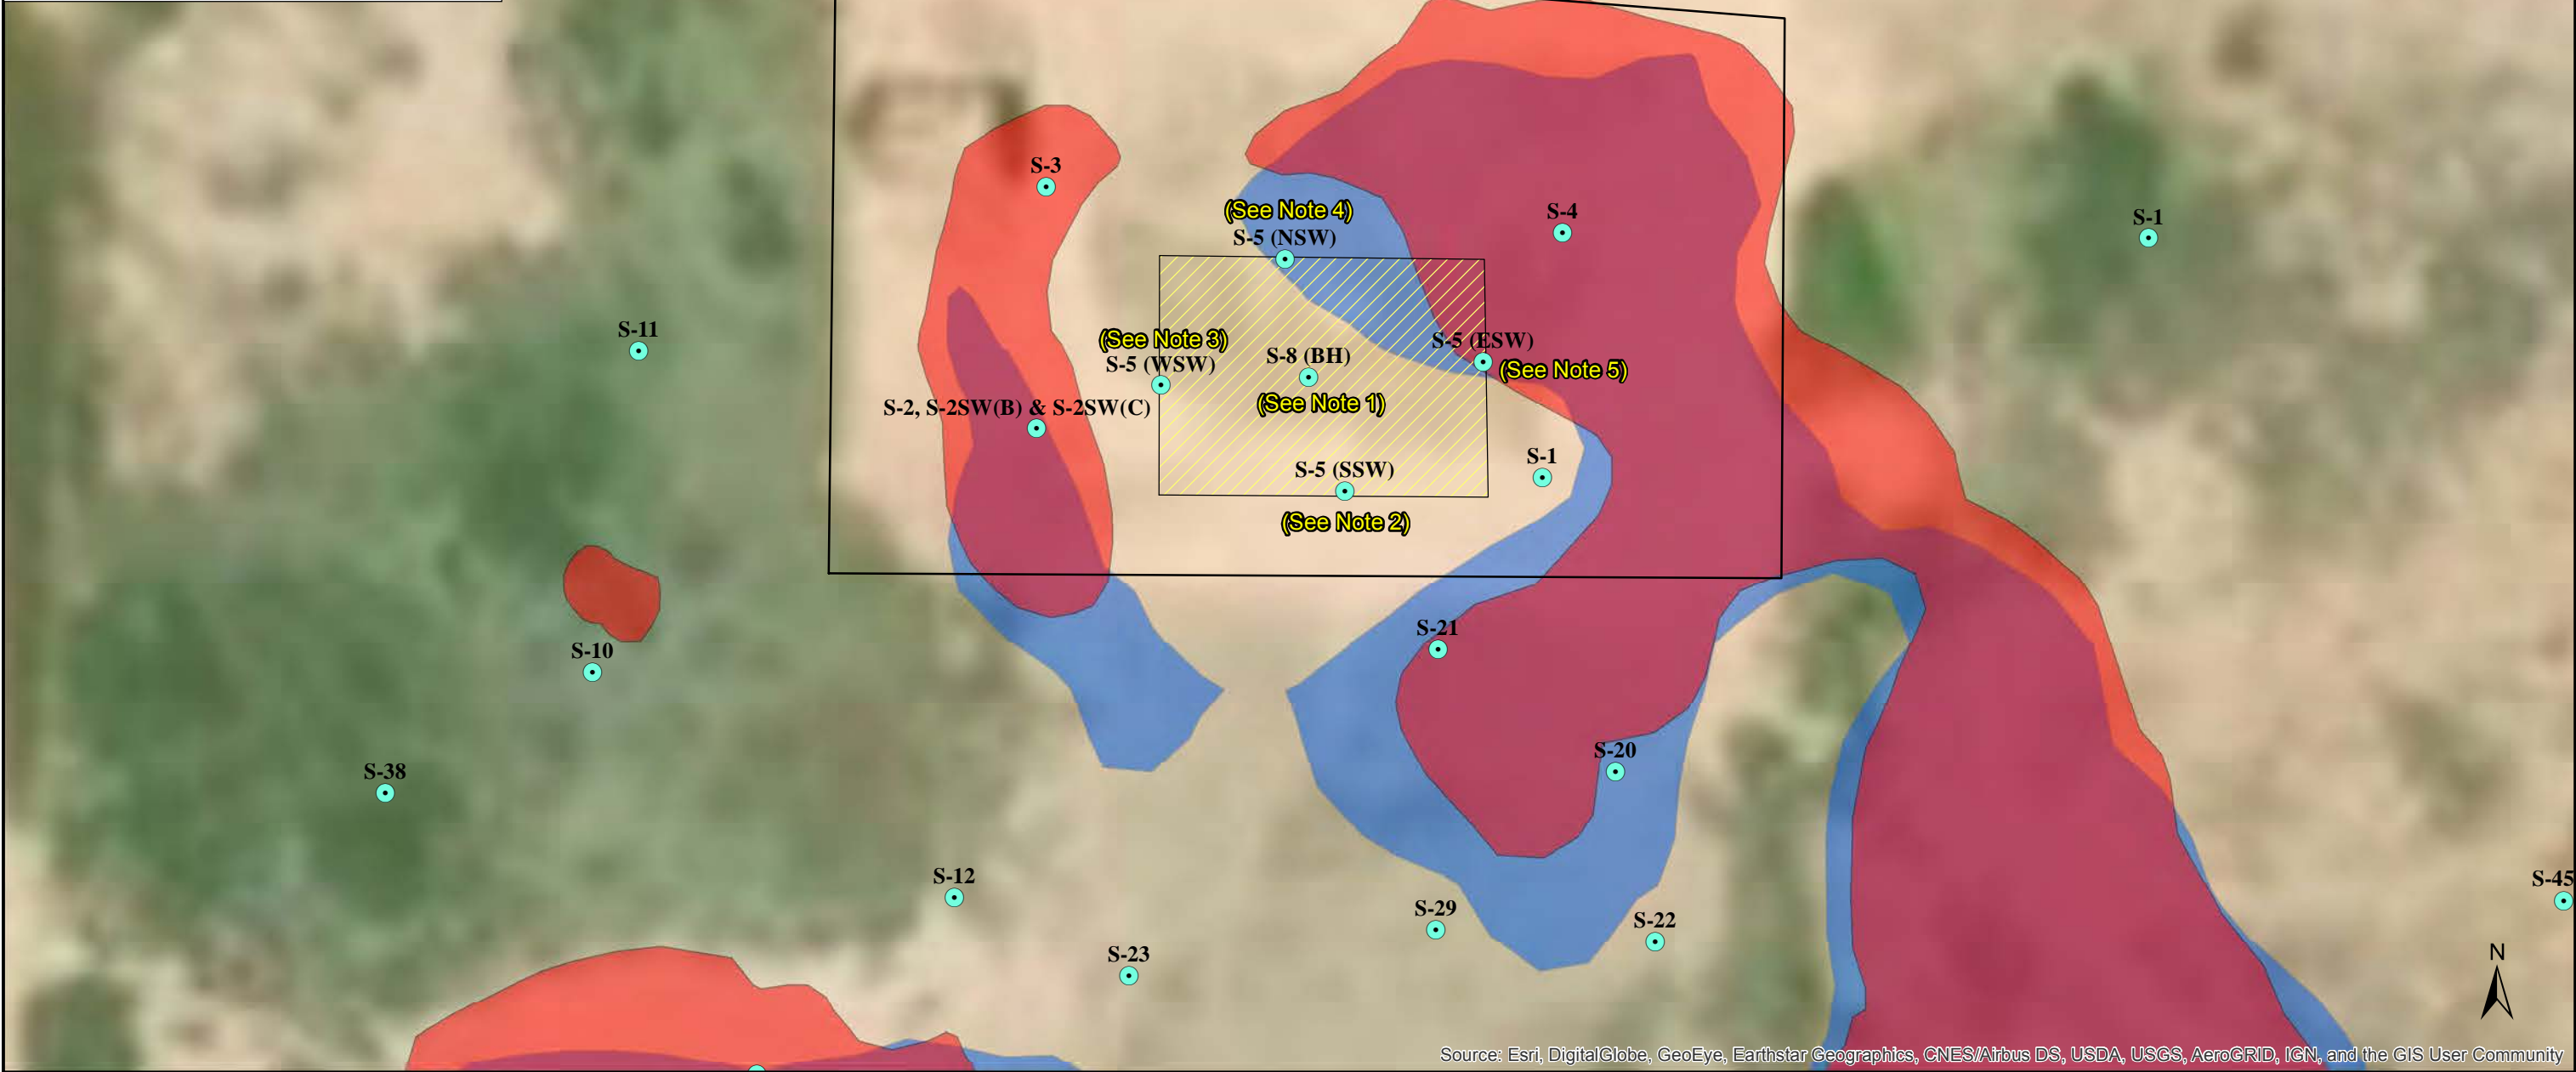 S-3
(See Note 4)
S-5 (NSW)
S-4
S-1
S-11
(See Note 3)
S-5 (WSW)
S-8 (BH)
(See Note 1)
S-5 (ESW)
(See Note 5)
S-2, S-2SW(B) & S-2SW(C)
S-5 (SSW)
(See Note 2)
S-1
S-21
S-10
S-38
S-20
S-12
S-29
S-22
S-23
S-45
N
Source: Esri, DigitalGlobe, GeoEye, Earthstar Geographics, CNES/Airbus DS, USDA, USGS, AeroGRID, IGN, and the GIS User Community